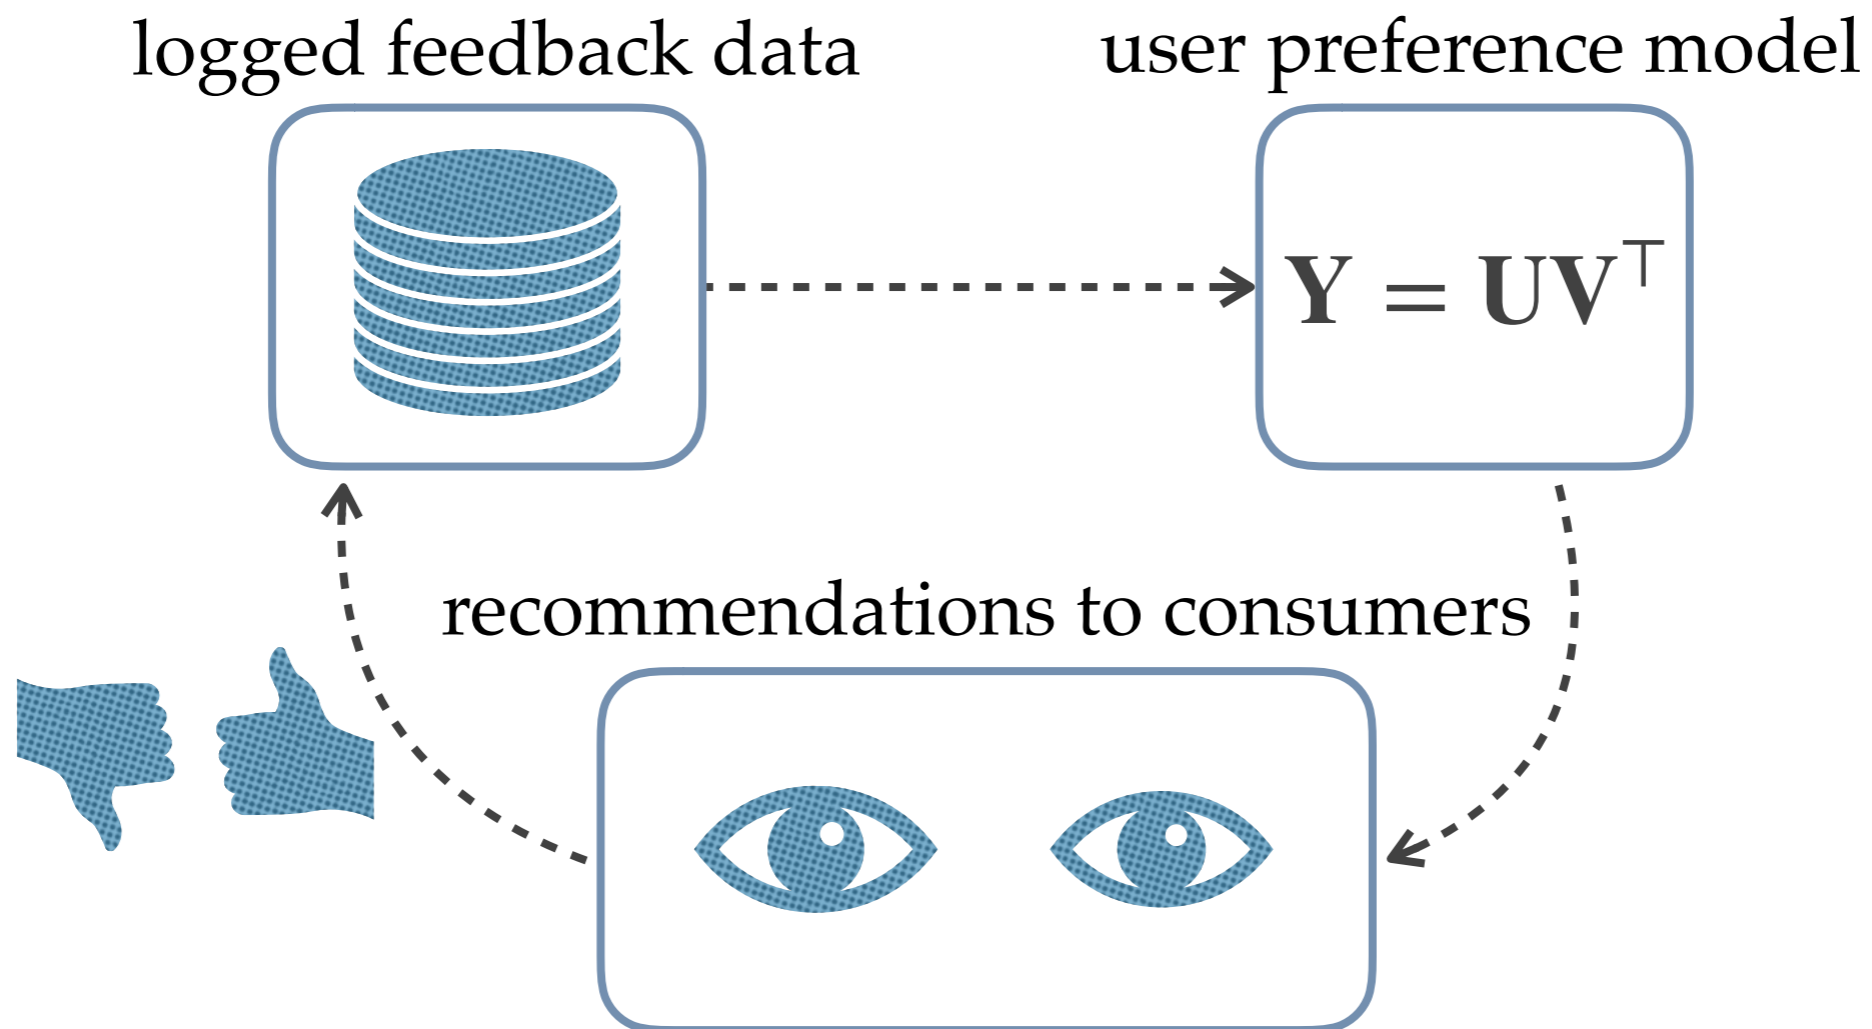 logged feedback data
user preference model
Y = UV⊤
recommendations to consumers